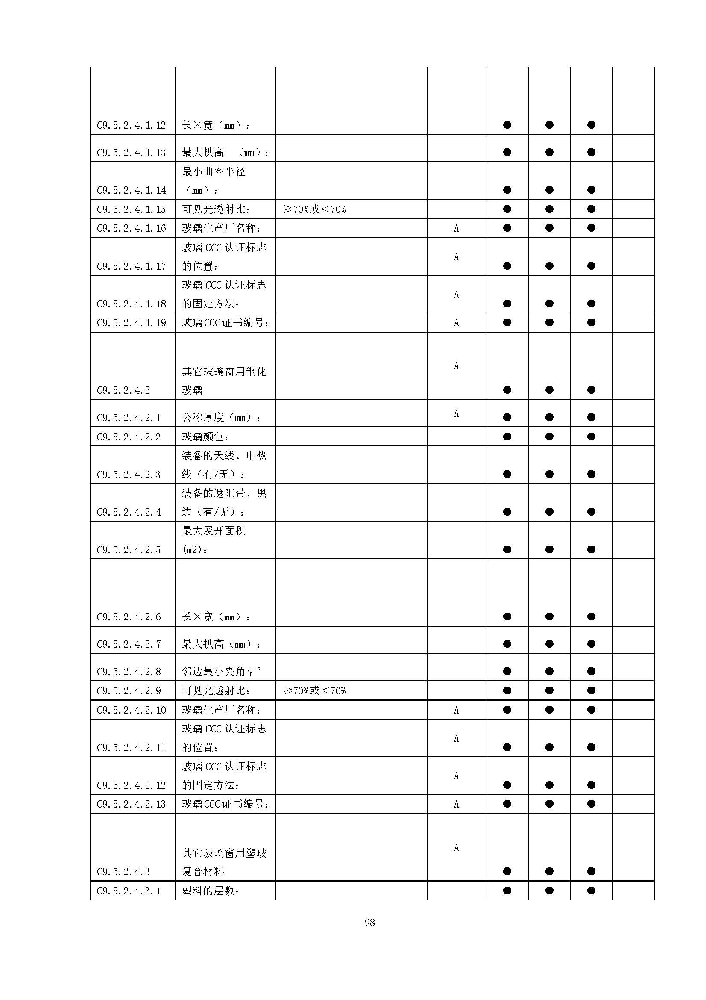 C9.5.2.4.1.12 长×宽（mm）： ● ● ●
C9.5.2.4.1.13 最大拱高 （mm）： ● ● ●
最小曲率半径
C9.5.2.4.1.14 （mm）： ● ● ●
C9.5.2.4.1.15 可见光透射比： ≥70%或＜70% ● ● ●
C9.5.2.4.1.16 玻璃生产厂名称： A ● ● ●
玻璃 CCC 认证标志
A
C9.5.2.4.1.17 的位置： ● ● ●
玻璃 CCC 认证标志
A
C9.5.2.4.1.18 的固定方法： ● ● ●
C9.5.2.4.1.19 玻璃CCC证书编号： A ● ● ●
A
其它玻璃窗用钢化
C9.5.2.4.2 玻璃 ● ● ●
C9.5.2.4.2.1 公称厚度（mm）： A ● ● ●
C9.5.2.4.2.2 玻璃颜色： ● ● ●
装备的天线、电热
C9.5.2.4.2.3 线（有/无）： ● ● ●
装备的遮阳带、黑
C9.5.2.4.2.4 边（有/无）： ● ● ●
最大展开面积
C9.5.2.4.2.5 (m2)： ● ● ●
C9.5.2.4.2.6 长×宽（mm）： ● ● ●
C9.5.2.4.2.7 最大拱高（mm）： ● ● ●
C9.5.2.4.2.8 邻边最小夹角γ° ● ● ●
C9.5.2.4.2.9 可见光透射比： ≥70%或＜70% ● ● ●
C9.5.2.4.2.10 玻璃生产厂名称： A ● ● ●
玻璃 CCC 认证标志
A
C9.5.2.4.2.11 的位置： ● ● ●
玻璃 CCC 认证标志
A
C9.5.2.4.2.12 的固定方法： ● ● ●
C9.5.2.4.2.13 玻璃CCC证书编号： A ● ● ●
A
其它玻璃窗用塑玻
C9.5.2.4.3 复合材料 ● ● ●
C9.5.2.4.3.1 塑料的层数： ● ● ●
98